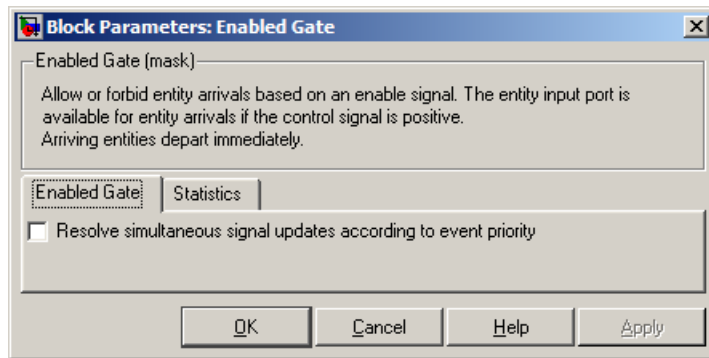 Block Parameters: Enabled Gate
Enabled Gate (mask)
Allow or forbid entity arrivals based on an enable signal. The entity input port is
available for entity arrivals if the control signal is positive.
Arriving entities depart immediately.
Enabled Gate Statistics
Resolve simultaneous signal updates according to event priority
OK Cancel Help Apply